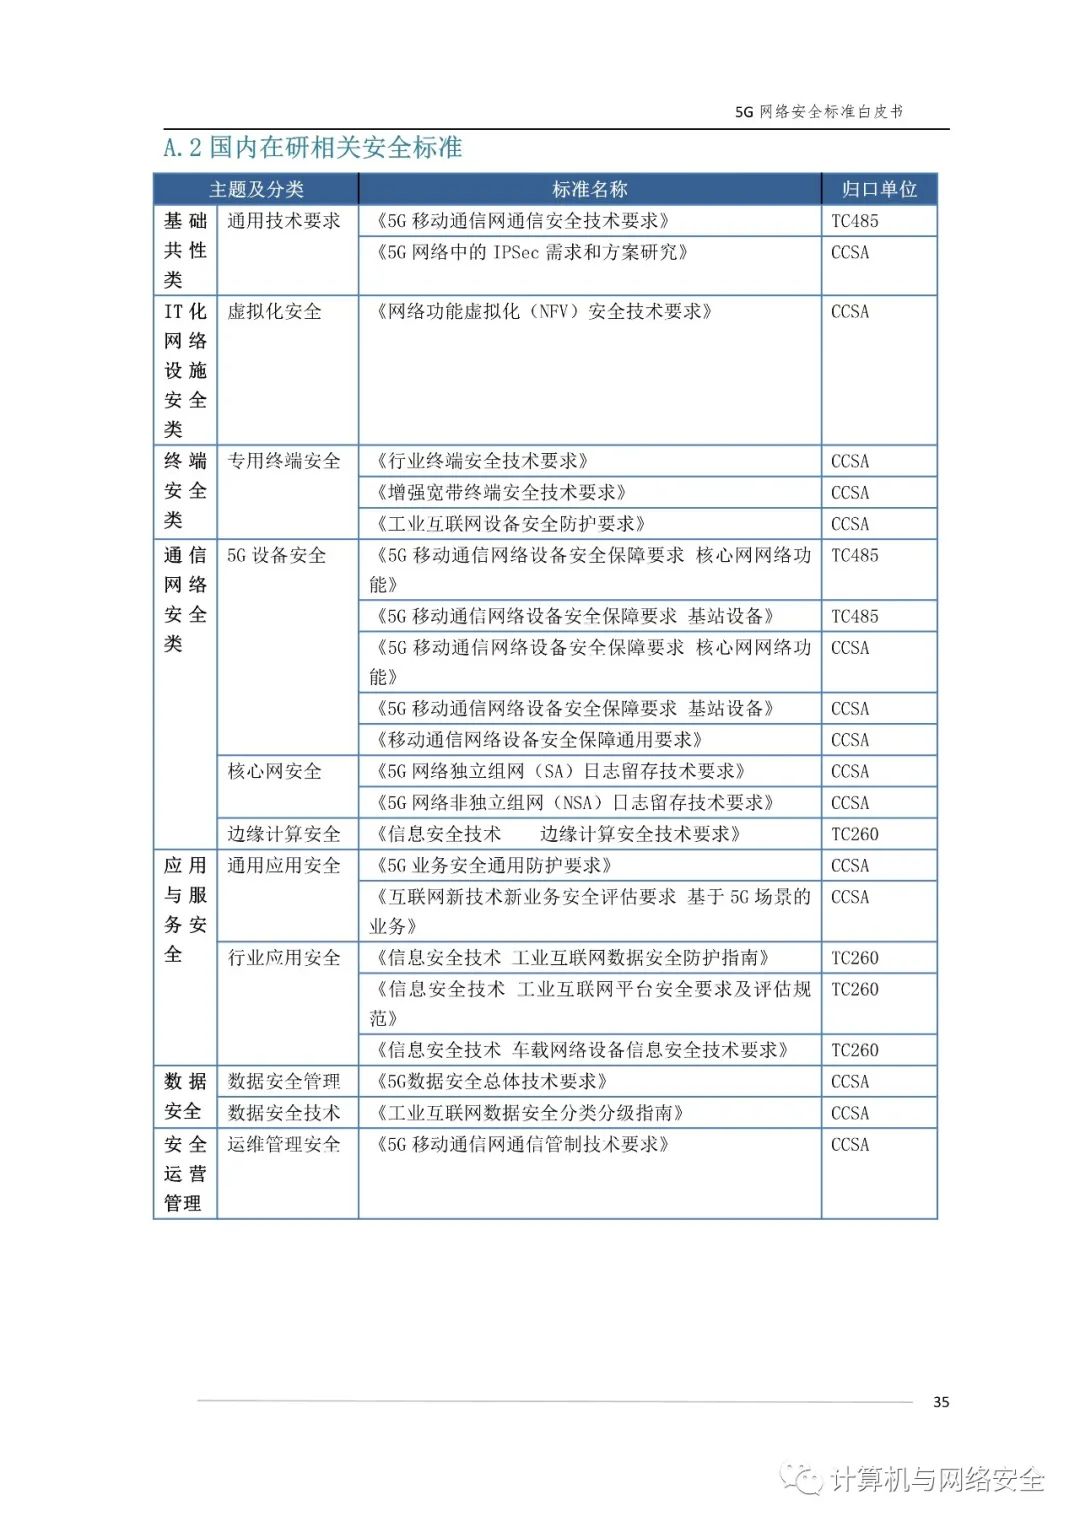 5G 网络安全标准白皮书
A.2 国内在研相关安全标准
主题及分类 标准名称 归口单位
基础共性类 通用技术要求 《5G 移动通信网通信安全技术要求》 TC485
《5G 网络中的 IPSec 需求和方案研究》 CCSA
IT化网络设施安全类 虚拟化安全 《网络功能虚拟化（NFV）安全技术要求》 CCSA
终端安全类 专用终端安全 《行业终端安全技术要求》 CCSA
《增强宽带终端安全技术要求》 CCSA
《工业互联网设备安全防护要求》 CCSA
通信网络安全类 5G 设备安全 《5G 移动通信网络设备安全保障要求 核心网网络功
能》 TC485
《5G 移动通信网络设备安全保障要求 基站设备》 TC485
《5G 移动通信网络设备安全保障要求 核心网网络功
能》 CCSA
《5G 移动通信网络设备安全保障要求 基站设备》 CCSA
《移动通信网络设备安全保障通用要求》 CCSA
核心网安全 《5G 网络独立组网（SA）日志留存技术要求》 CCSA
《5G 网络非独立组网（NSA）日志留存技术要求》 CCSA
边缘计算安全 《信息安全技术 边缘计算安全技术要求》 TC260
应用与服务安全 通用应用安全 《5G 业务安全通用防护要求》 CCSA
《互联网新技术新业务安全评估要求 基于 5G 场景的
业务》 CCSA
行业应用安全 《信息安全技术 工业互联网数据安全防护指南》 TC260
《信息安全技术 工业互联网平台安全要求及评估规
范》 TC260
《信息安全技术 车载网络设备信息安全技术要求》 TC260
数据安全 数据安全管理 《5G数据安全总体技术要求》 CCSA
数据安全技术 《工业互联网数据安全分类分级指南》 CCSA
安全运营管理 运维管理安全 《5G 移动通信网通信管制技术要求》 CCSA
35
计算机与网络安全